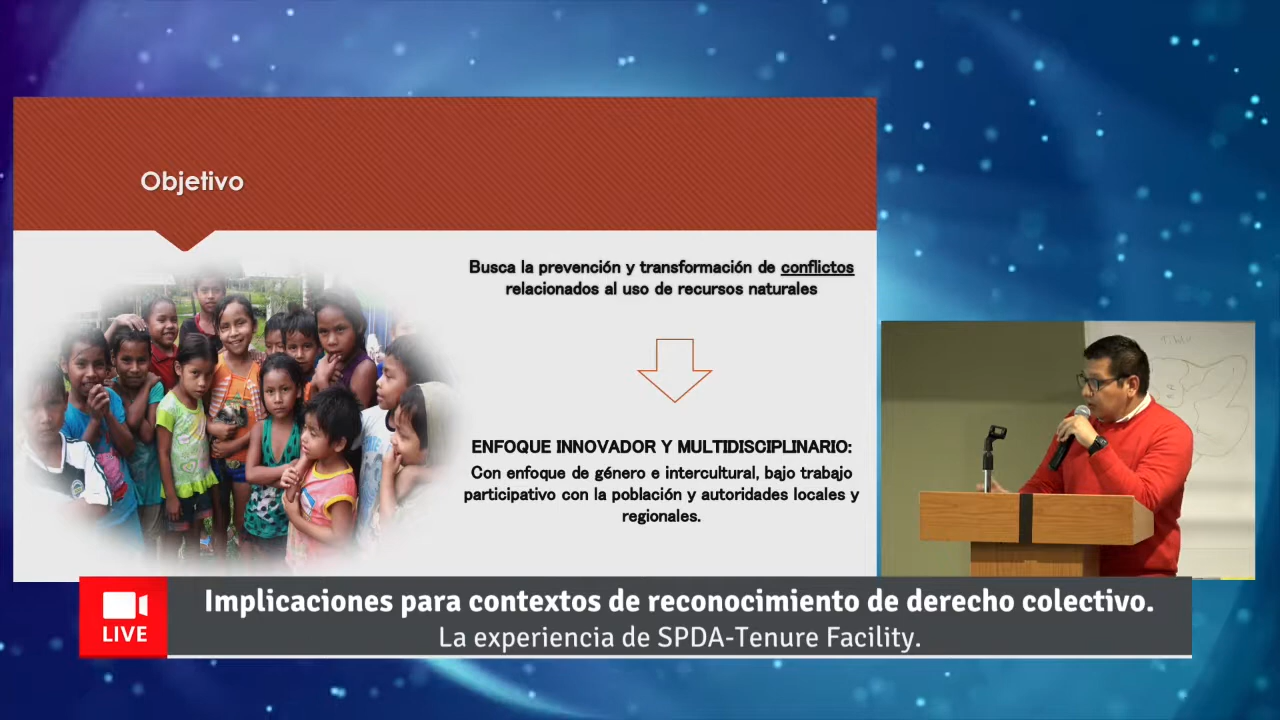 Objetivo
Busca la prevención y transformación de conflictos
relacionados al uso de recursos naturales
ENFOQUE INNOVADOR Y MULTIDISCIPLINARIO:
Con enfoque de género e intercultural, bajo trabajo
participativo con la población y autoridades locales y
regionales.
LIVE
Implicaciones para contextos de reconocimiento de derecho colectivo.
La experiencia de SPDA-Tenure Facility.